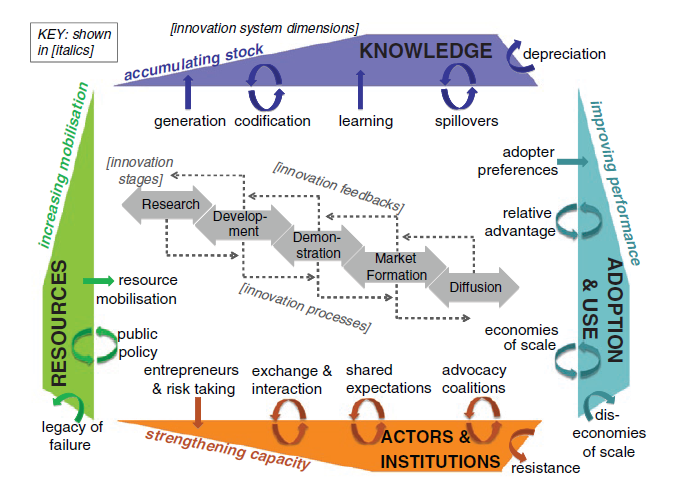 KEY: shown
in [italics]
[innovation system dimensions]
accumulating stock
KNOWLEDGE
depreciation
generation
codification
learning
spillovers
increasing mobilisation
RESOURCES
resource
mobilisation
public
policy
legacy of
failure
[innovation
stages]
[innovation feedbacks]
Research
Develop-
ment
Demon-
stration
Market
Formation
Diffusion
[innovation processes]
adopter
preferences
relative
advantage
economies
of scale
improving performance
ADOPTION
& USE
dis-
economies
of scale
entrepreneurs
& risk taking
exchange &
interaction
shared
expectations
advocacy
coalitions
strengthening capacity
ACTORS &
INSTITUTIONS
resistance